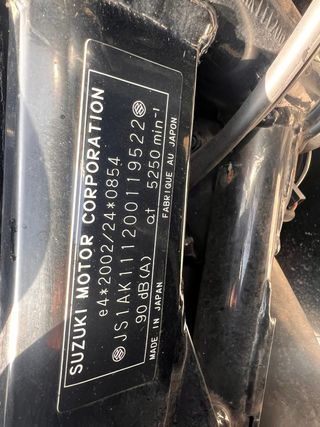 SUZUKI MOTOR CORPORATION
e4*2002/24*0854
JS1AK111200119522
90 dB(A) at 5250 min-1
MADE IN JAPAN FABRIQUE AU JAPON